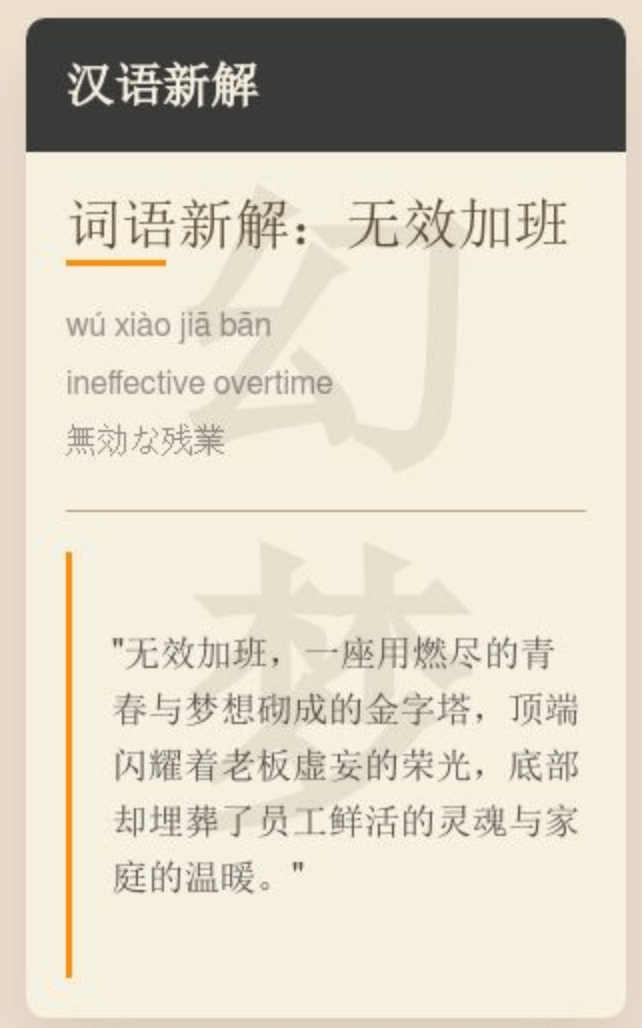 汉语新解
词语新解：无效加班
wú xiào jiā bān
ineffective overtime
無効な残業
"无效加班，一座用燃尽的青
春与梦想砌成的金字塔，顶端
闪耀着老板虚妄的荣光，底部
却埋葬了员工鲜活的灵魂与家
庭的温暖。"
幻
梦